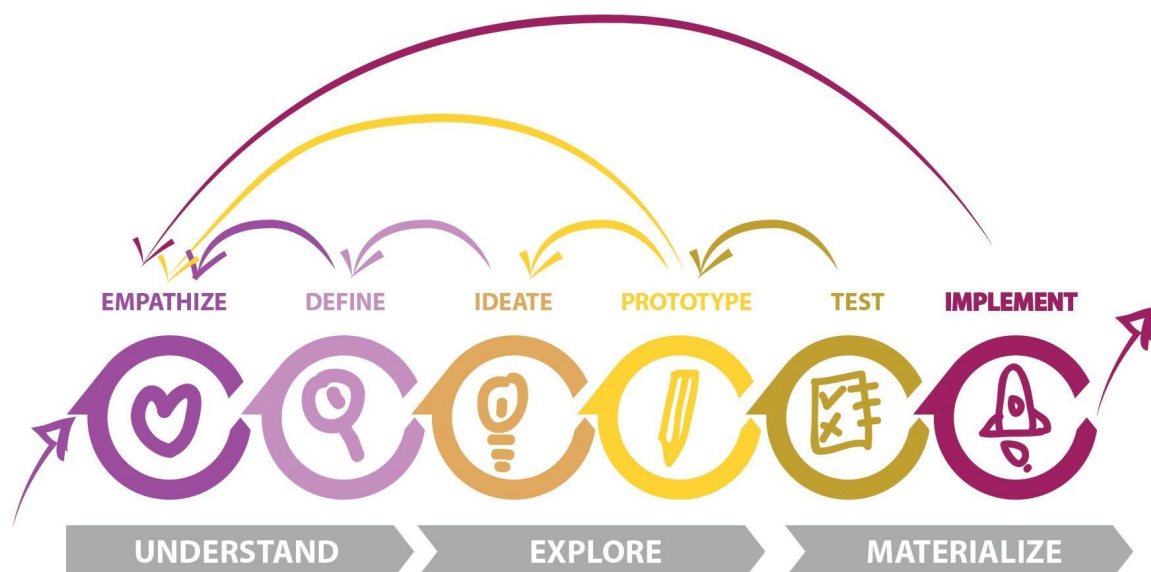 EMPATHIZE DEFINE IDEATE PROTOTYPE TEST IMPLEMENT
UNDERSTAND EXPLORE MATERIALIZE